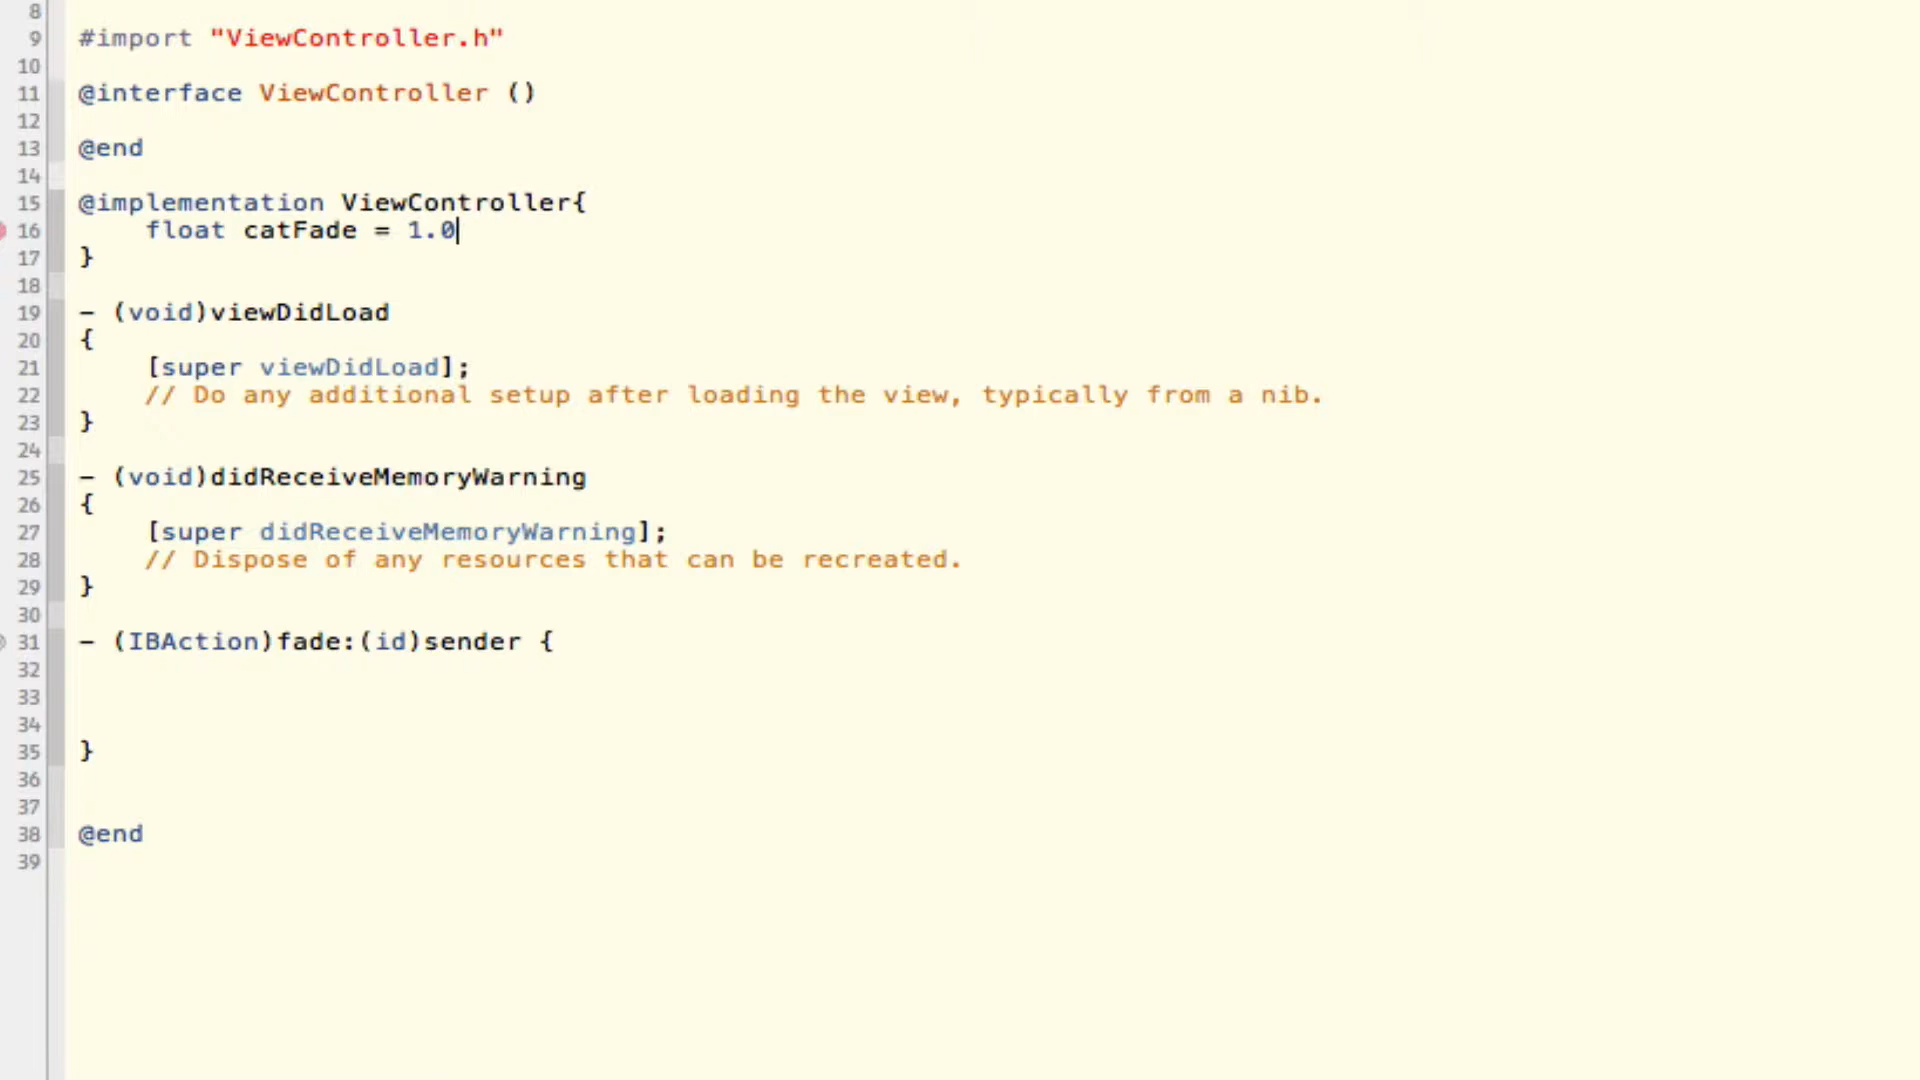 8
9 #import "ViewController.h"
10
11 @interface ViewController ()
12
13 @end
14
15 @implementation ViewController{
16 float catFade = 1.0
17 }
18
19 - (void)viewDidLoad
20 {
21 [super viewDidLoad];
22 // Do any additional setup after loading the view, typically from a nib.
23 }
24
25 - (void)didReceiveMemoryWarning
26 {
27 [super didReceiveMemoryWarning];
28 // Dispose of any resources that can be recreated.
29 }
30
31 - (IBAction)fade:(id)sender {
32
33
34
35 }
36
37
38 @end
39